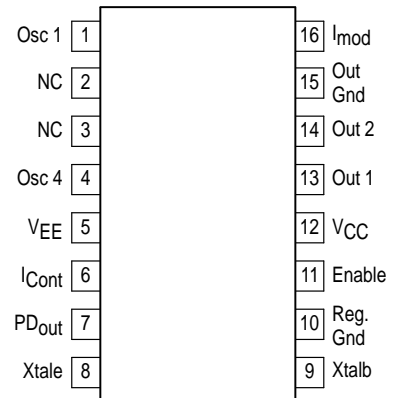 Osc 1 1 16 Imod
NC 2 15 Out Gnd
NC 3 14 Out 2
Osc 4 4 13 Out 1
VEE 5 12 VCC
ICont 6 11 Enable
PDout 7 10 Reg. Gnd
Xtale 8 9 Xtalb